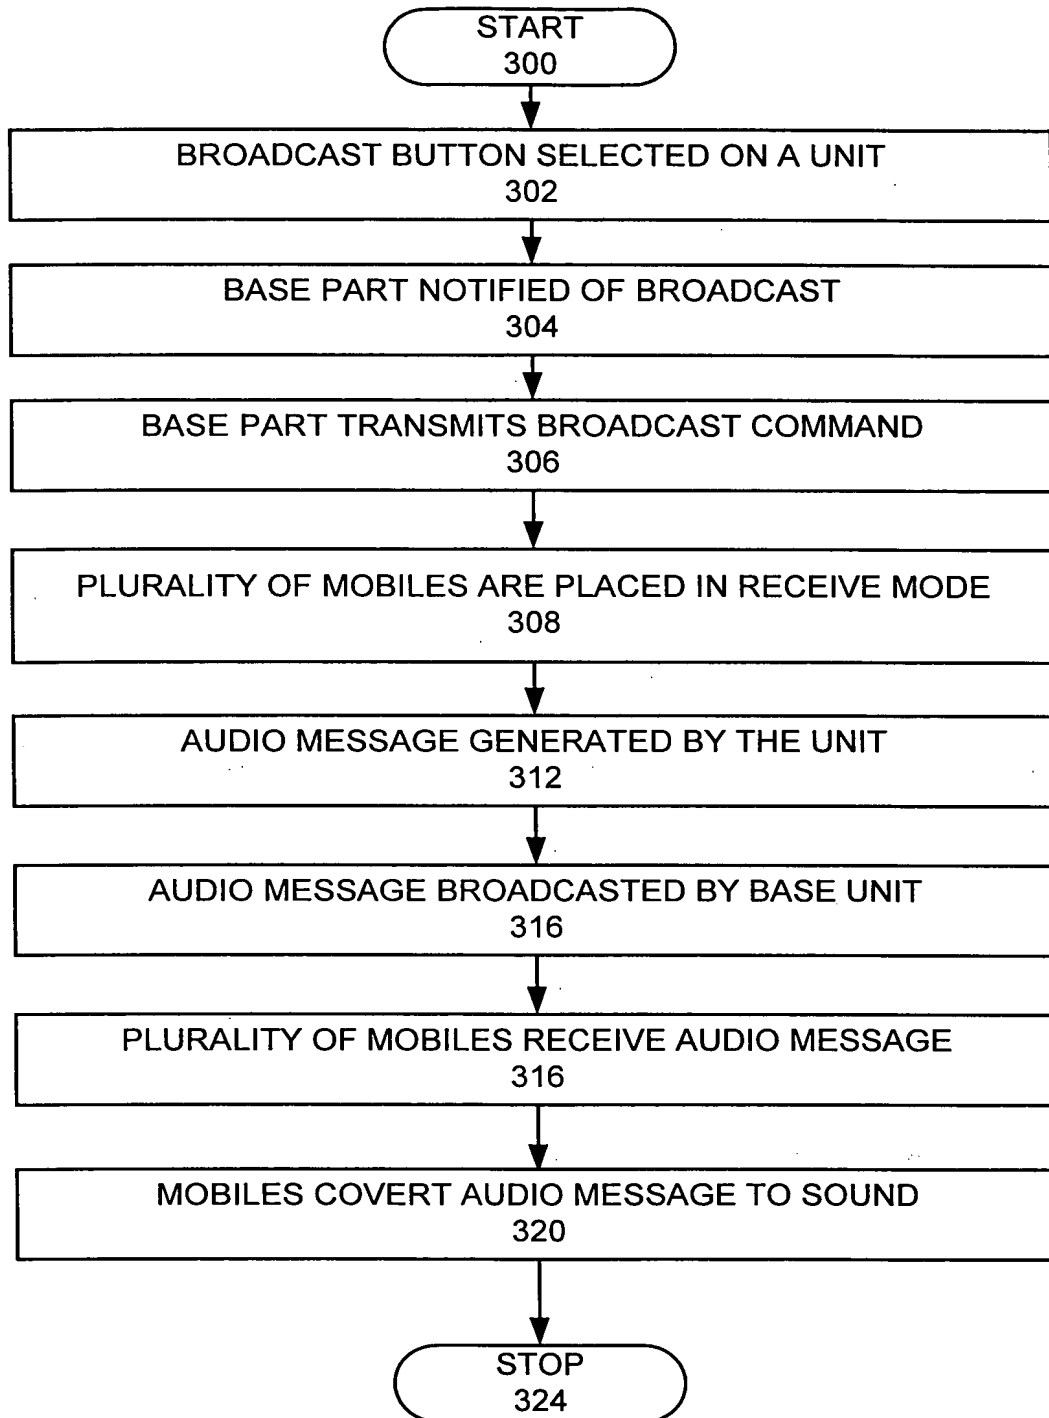 START
300
BROADCAST BUTTON SELECTED ON A UNIT
302
BASE PART NOTIFIED OF BROADCAST
304
BASE PART TRANSMITS BROADCAST COMMAND
306
PLURALITY OF MOBILES ARE PLACED IN RECEIVE MODE
308
AUDIO MESSAGE GENERATED BY THE UNIT
312
AUDIO MESSAGE BROADCASTED BY BASE UNIT
316
PLURALITY OF MOBILES RECEIVE AUDIO MESSAGE
316
MOBILES COVERT AUDIO MESSAGE TO SOUND
320
STOP
324